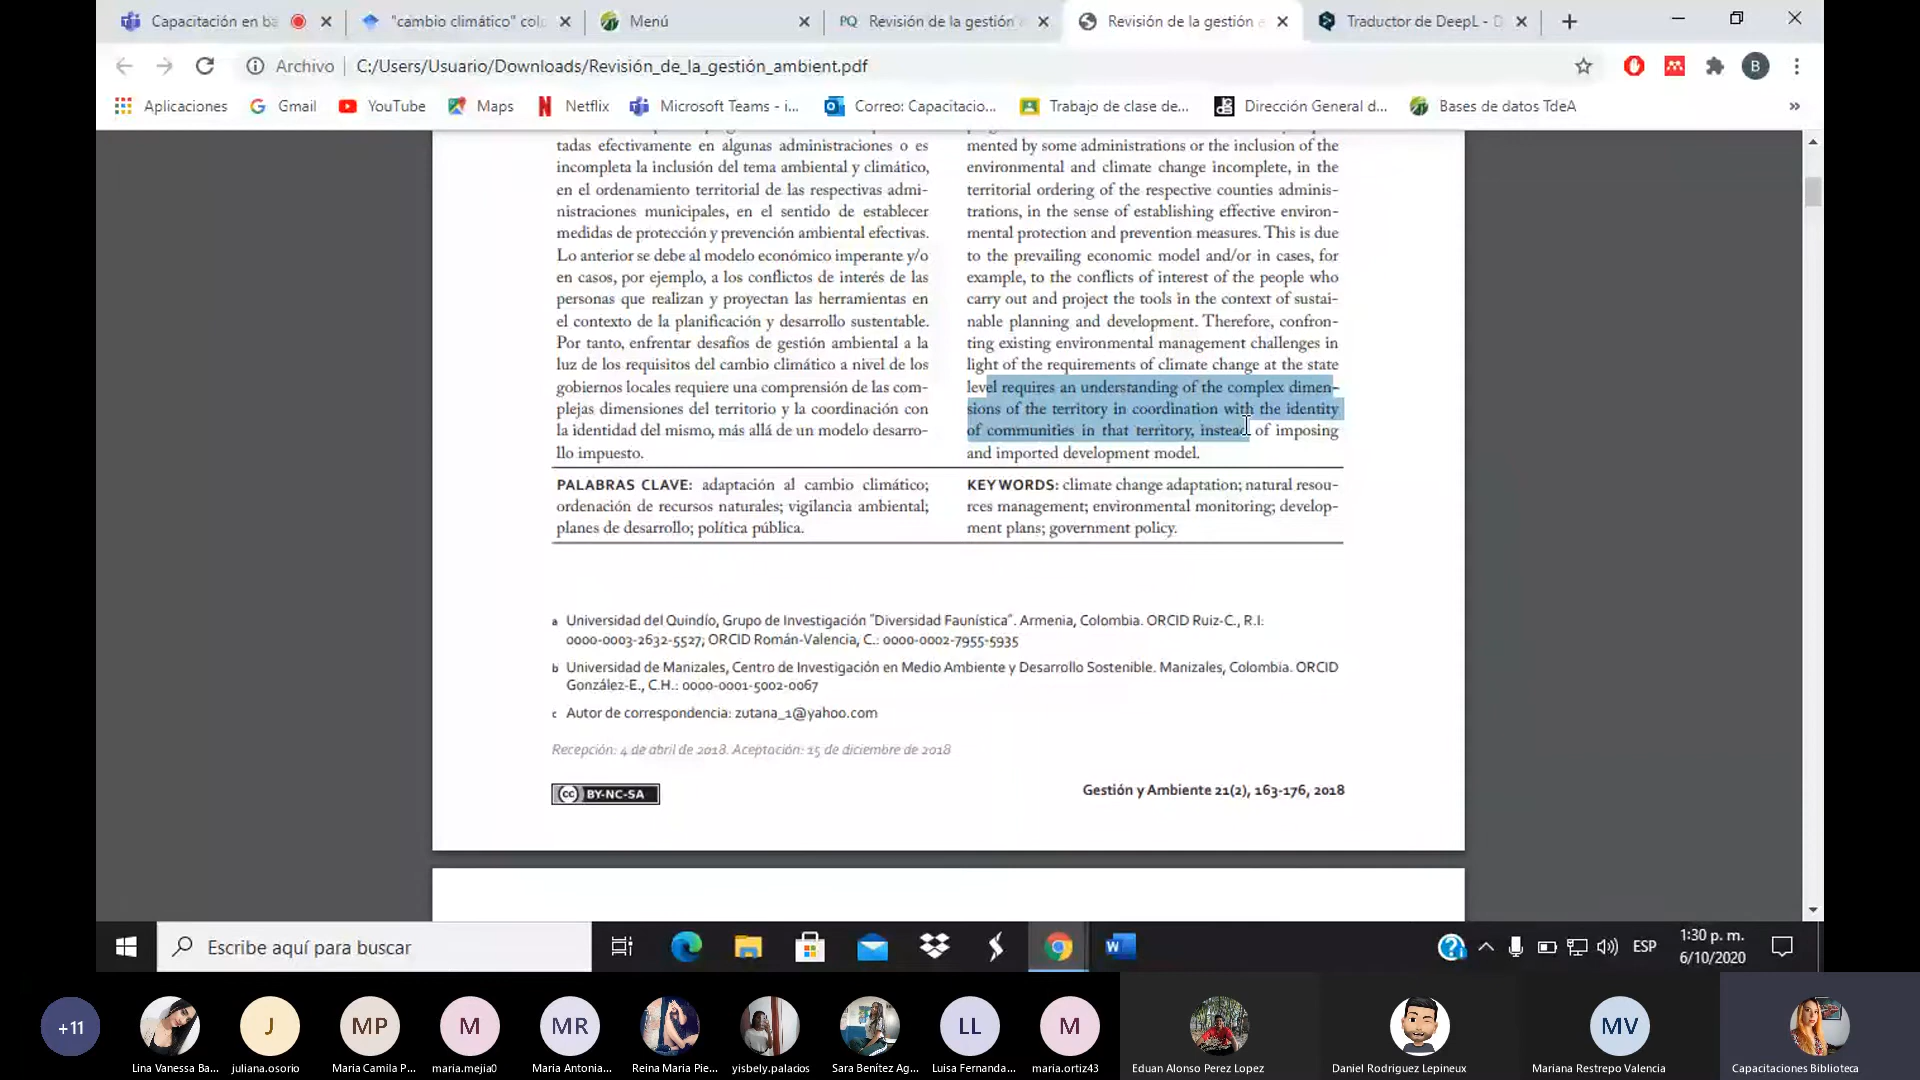 Capacitación en ba
"cambio climático" colo
Menú
PQ Revisión de la gestión a
Revisión de la gestión a
Traductor de DeepL - D
Archivo | C:/Users/Usuario/Downloads/Revisión_de_la_gestión_ambient.pdf
B
Aplicaciones
Gmail
YouTube
Maps
Netflix
Microsoft Teams - i...
Correo: Capacitacio...
Trabajo de clase de...
Dirección General d...
Bases de datos TdeA
»
tadas efectivamente en algunas administraciones o es
incompleta la inclusión del tema ambiental y climático,
en el ordenamiento territorial de las respectivas admi-
nistraciones municipales, en el sentido de establecer
medidas de protección y prevención ambiental efectivas.
Lo anterior se debe al modelo económico imperante y/o
en casos, por ejemplo, a los conflictos de interés de las
personas que realizan y proyectan las herramientas en
el contexto de la planificación y desarrollo sustentable.
Por tanto, enfrentar desafíos de gestión ambiental a la
luz de los requisitos del cambio climático a nivel de los
gobiernos locales requiere una comprensión de las com-
plejas dimensiones del territorio y la coordinación con
la identidad del mismo, más allá de un modelo desarro-
llo impuesto.
PALABRAS CLAVE: adaptación al cambio climático;
ordenación de recursos naturales; vigilancia ambiental;
planes de desarrollo; política pública.
mented by some administrations or the inclusion of the
environmental and climate change incomplete, in the
territorial ordering of the respective counties adminis-
trations, in the sense of establishing effective environ-
mental protection and prevention measures. This is due
to the prevailing economic model and/or in cases, for
example, to the conflicts of interest of the people who
carry out and project the tools in the context of sustai-
nable planning and development. Therefore, confron-
ting existing environmental management challenges in
light of the requirements of climate change at the state
level requires an understanding of the complex dimen-
sions of the territory in coordination with the identity
of communities in that territory, instead of imposing
and imported development model.
KEYWORDS: climate change adaptation; natural resou-
rces management; environmental monitoring; develop-
ment plans; government policy.
a Universidad del Quindío, Grupo de Investigación "Diversidad Faunística". Armenia, Colombia. ORCID Ruiz-C., R.I:
0000-0003-2632-5527; ORCID Román-Valencia, C.: 0000-0002-7955-5935
b Universidad de Manizales, Centro de Investigación en Medio Ambiente y Desarrollo Sostenible. Manizales, Colombia. ORCID
González-E., C.H.: 0000-0001-5002-0067
c Autor de correspondencia: zutana_1@yahoo.com
Recepción: 4 de abril de 2018. Aceptación: 15 de diciembre de 2018
cc BY-NC-SA
Gestión y Ambiente 21(2), 163-176, 2018
Escribe aquí para buscar
ESP
1:30 p. m.
6/10/2020
+11
J
MP
M
MR
LL
M
MV
Lina Vanessa Ba...
juliana.osorio
Maria Camila P...
maria.mejia0
Maria Antonia...
Reina Maria Pie...
yisbely.palacios
Sara Benítez Ag...
Luisa Fernanda...
maria.ortiz43
Eduan Alonso Perez Lopez
Daniel Rodriguez Lepineux
Mariana Restrepo Valencia
Capacitaciones Biblioteca